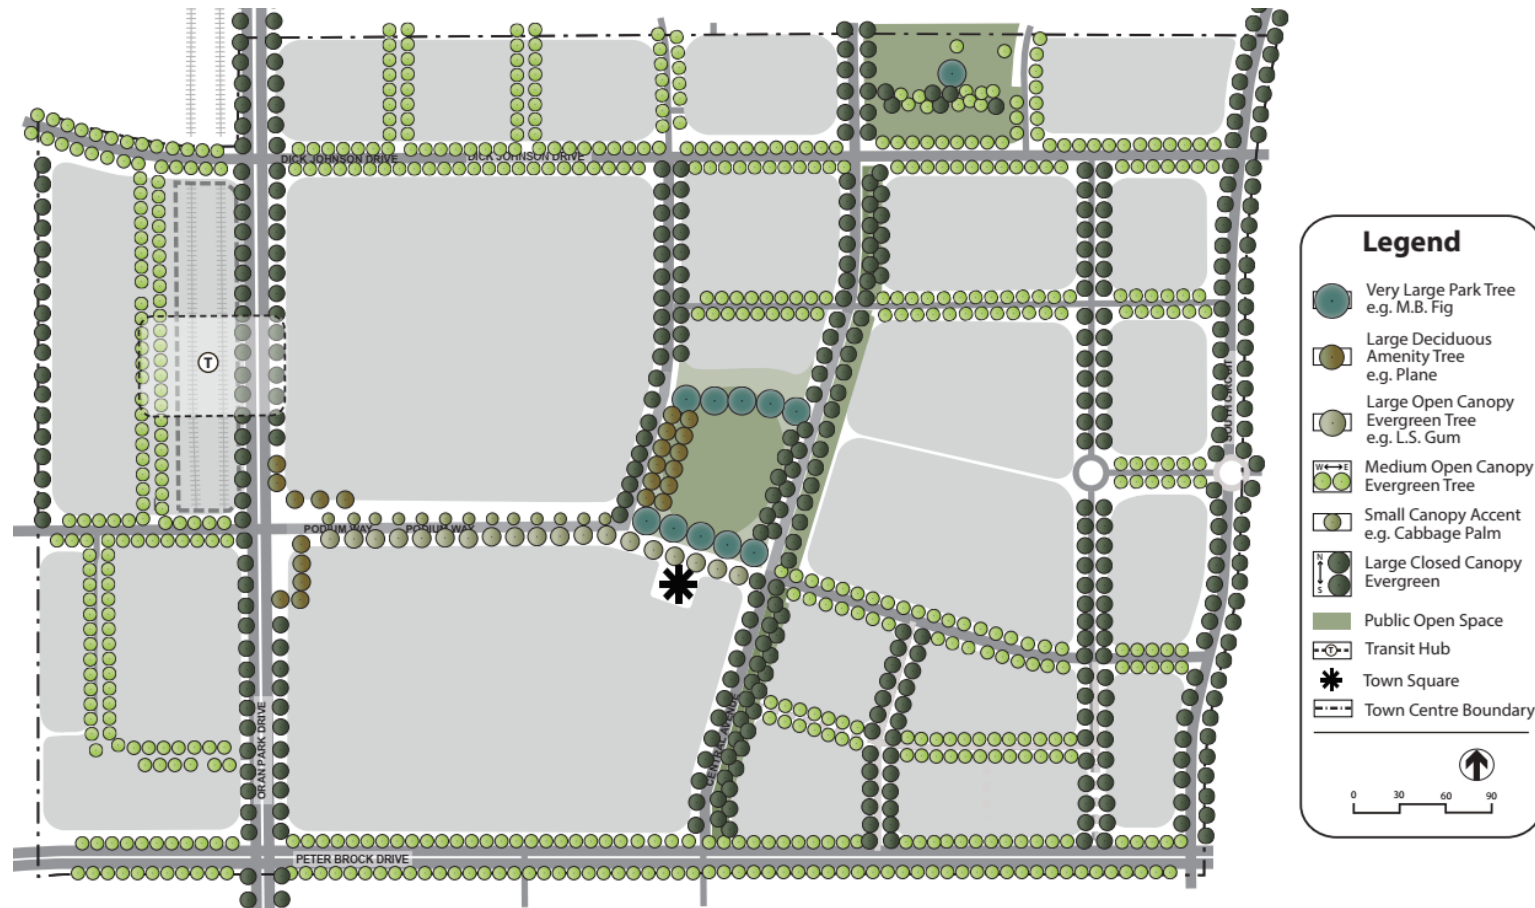 DICK JOHNSON DRIVE
DICK JOHNSON DRIVE
T
SOUTH CIRCUIT
PODIUM WAY
PODIUM WAY
ORAN PARK DRIVE
CENTRAL AVENUE
PETER BROCK DRIVE
Legend
Very Large Park Tree
e.g. M.B. Fig
Large Deciduous
Amenity Tree
e.g. Plane
Large Open Canopy
Evergreen Tree
e.g. L.S. Gum
W E
Medium Open Canopy
Evergreen Tree
Small Canopy Accent
e.g. Cabbage Palm
N
S
Large Closed Canopy
Evergreen
Public Open Space
T
Transit Hub
Town Square
Town Centre Boundary
0 30 60 90